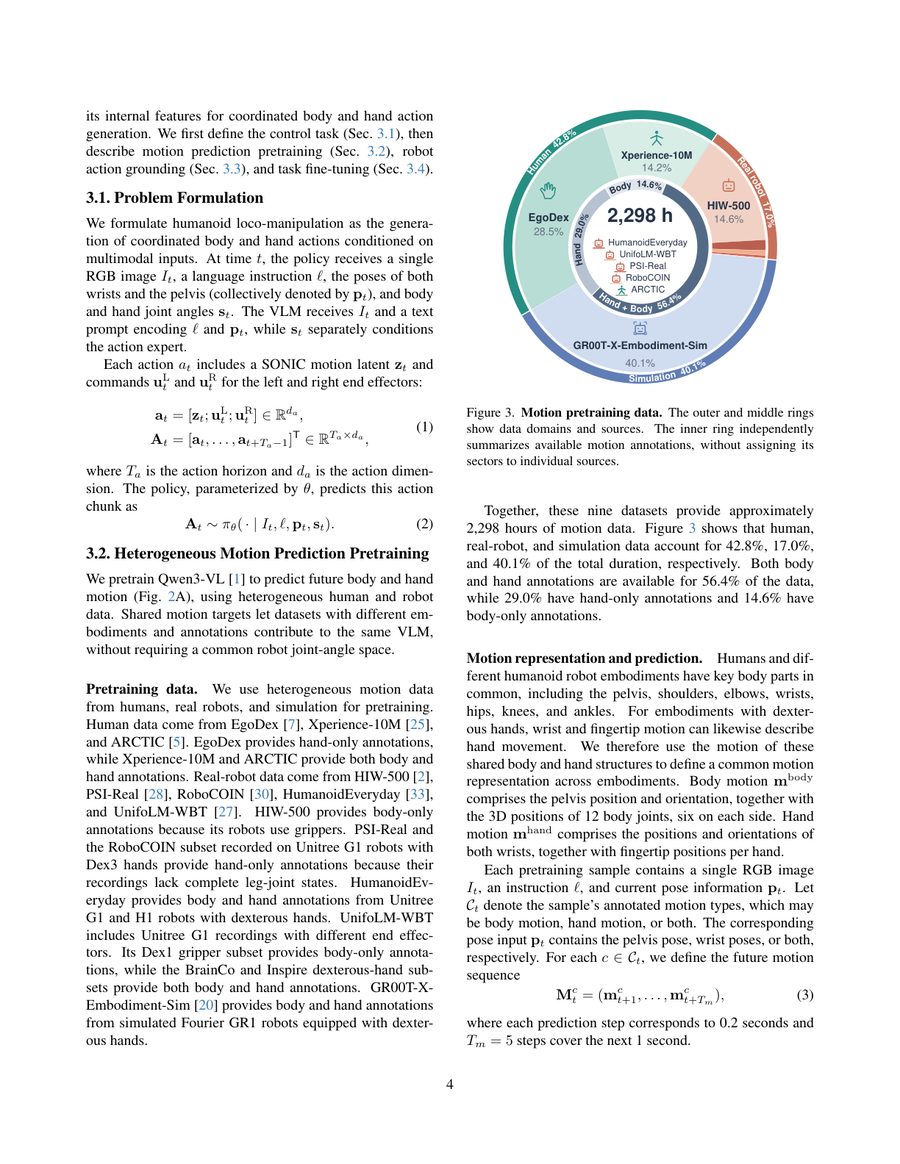 its internal features for coordinated body and hand action
generation. We first define the control task (Sec. 3.1), then
describe motion prediction pretraining (Sec. 3.2), robot
action grounding (Sec. 3.3), and task fine-tuning (Sec. 3.4).
3.1. Problem Formulation
We formulate humanoid loco-manipulation as the genera-
tion of coordinated body and hand actions conditioned on
multimodal inputs. At time t, the policy receives a single
RGB image I_t, a language instruction ℓ, the poses of both
wrists and the pelvis (collectively denoted by p_t), and body
and hand joint angles s_t. The VLM receives I_t and a text
prompt encoding ℓ and p_t, while s_t separately conditions
the action expert.
Each action a_t includes a SONIC motion latent z_t and
commands u_t^L and u_t^R for the left and right end effectors:
a_t = [z_t; u_t^L; u_t^R] ∈ ℝ^{d_a},
A_t = [a_t, . . . , a_{t+T_a−1}]^⊤ ∈ ℝ^{T_a×d_a},
(1)
where T_a is the action horizon and d_a is the action dimen-
sion. The policy, parameterized by θ, predicts this action
chunk as
A_t ∼ π_θ( · | I_t, ℓ, p_t, s_t). (2)
3.2. Heterogeneous Motion Prediction Pretraining
We pretrain Qwen3-VL [1] to predict future body and hand
motion (Fig. 2A), using heterogeneous human and robot
data. Shared motion targets let datasets with different em-
bodiments and annotations contribute to the same VLM,
without requiring a common robot joint-angle space.
Pretraining data. We use heterogeneous motion data
from humans, real robots, and simulation for pretraining.
Human data come from EgoDex [7], Xperience-10M [25],
and ARCTIC [5]. EgoDex provides hand-only annotations,
while Xperience-10M and ARCTIC provide both body and
hand annotations. Real-robot data come from HIW-500 [2],
PSI-Real [28], RoboCOIN [30], HumanoidEveryday [33],
and UnifoLM-WBT [27]. HIW-500 provides body-only
annotations because its robots use grippers. PSI-Real and
the RoboCOIN subset recorded on Unitree G1 robots with
Dex3 hands provide hand-only annotations because their
recordings lack complete leg-joint states. HumanoidEv-
eryday provides body and hand annotations from Unitree
G1 and H1 robots with dexterous hands. UnifoLM-WBT
includes Unitree G1 recordings with different end effec-
tors. Its Dex1 gripper subset provides body-only annota-
tions, while the BrainCo and Inspire dexterous-hand sub-
sets provide both body and hand annotations. GR00T-X-
Embodiment-Sim [20] provides body and hand annotations
from simulated Fourier GR1 robots equipped with dexter-
ous hands.
Human 42.8%
Real robot 17.0%
Simulation 40.1%
Xperience-10M
14.2%
EgoDex
28.5%
HIW-500
14.6%
GR00T-X-Embodiment-Sim
40.1%
Body 14.6%
Hand 29.0%
Hand + Body 56.4%
2,298 h
HumanoidEveryday
UnifoLM-WBT
PSI-Real
RoboCOIN
ARCTIC
Figure 3. Motion pretraining data. The outer and middle rings
show data domains and sources. The inner ring independently
summarizes available motion annotations, without assigning its
sectors to individual sources.
Together, these nine datasets provide approximately
2,298 hours of motion data. Figure 3 shows that human,
real-robot, and simulation data account for 42.8%, 17.0%,
and 40.1% of the total duration, respectively. Both body
and hand annotations are available for 56.4% of the data,
while 29.0% have hand-only annotations and 14.6% have
body-only annotations.
Motion representation and prediction. Humans and dif-
ferent humanoid robot embodiments have key body parts in
common, including the pelvis, shoulders, elbows, wrists,
hips, knees, and ankles. For embodiments with dexter-
ous hands, wrist and fingertip motion can likewise describe
hand movement. We therefore use the motion of these
shared body and hand structures to define a common motion
representation across embodiments. Body motion m^body
comprises the pelvis position and orientation, together with
the 3D positions of 12 body joints, six on each side. Hand
motion m^hand comprises the positions and orientations of
both wrists, together with fingertip positions per hand.
Each pretraining sample contains a single RGB image
I_t, an instruction ℓ, and current pose information p_t. Let
C_t denote the sample's annotated motion types, which may
be body motion, hand motion, or both. The corresponding
pose input p_t contains the pelvis pose, wrist poses, or both,
respectively. For each c ∈ C_t, we define the future motion
sequence
M_t^c = (m_{t+1}^c, . . . , m_{t+T_m}^c), (3)
where each prediction step corresponds to 0.2 seconds and
T_m = 5 steps cover the next 1 second.
4